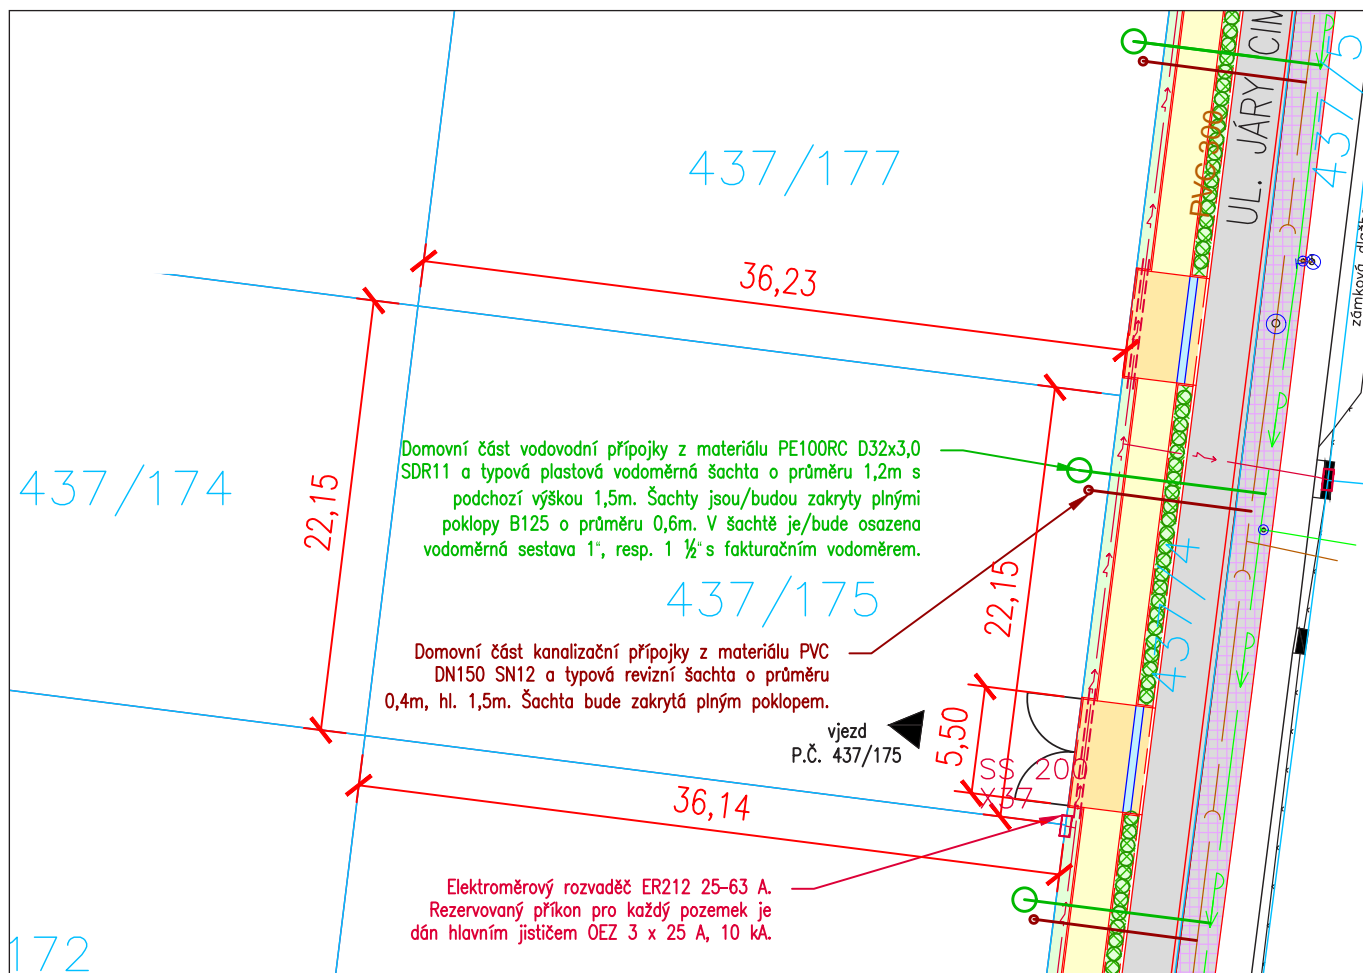 437/177
36,23
UL. JÁRY CIM
PVC 300
437/5
zámková dlažb
437/174
22,15
Domovní část vodovodní přípojky z materiálu PE100RC D32x3,0
SDR11 a typová plastová vodoměrná šachta o průměru 1,2m s
podchozí výškou 1,5m. Šachty jsou/budou zakryty plnými
poklopy B125 o průměru 0,6m. V šachtě je/bude osazena
vodoměrná sestava 1", resp. 1 ½" s fakturačním vodoměrem.
437/175
22,15
437/4
Domovní část kanalizační přípojky z materiálu PVC
DN150 SN12 a typová revizní šachta o průměru
0,4m, hl. 1,5m. Šachta bude zakrytá plným poklopem.
vjezd
P.Č. 437/175
5,50
SS 200
X37
36,14
Elektroměrový rozvaděč ER212 25-63 A.
Rezervovaný příkon pro každý pozemek je
dán hlavním jističem OEZ 3 x 25 A, 10 kA.
172